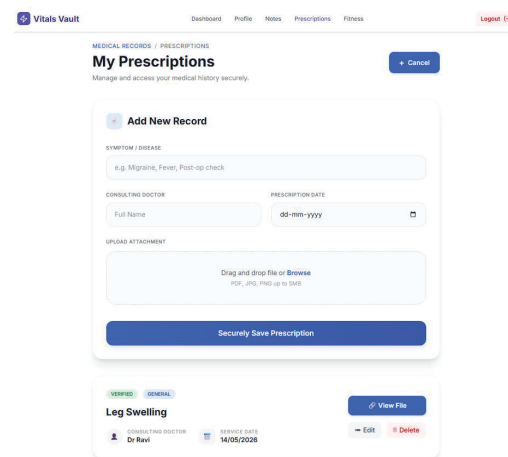 Vitals Vault
Dashboard Profile Notes Prescriptions Fitness
Logout
MEDICAL RECORDS / PRESCRIPTIONS
My Prescriptions
+ Cancel
Manage and access your medical history securely.
Add New Record
SYMPTOM / DISEASE
e.g. Migraine, Fever, Post-op check
CONSULTING DOCTOR
PRESCRIPTION DATE
Full Name
dd-mm-yyyy
UPLOAD ATTACHMENT
Drag and drop file or Browse
PDF, JPG, PNG up to 5MB
Securely Save Prescription
VERIFIED GENERAL
View File
Leg Swelling
CONSULTING DOCTOR
Dr Ravi
SERVICE DATE
14/05/2026
Edit
Delete